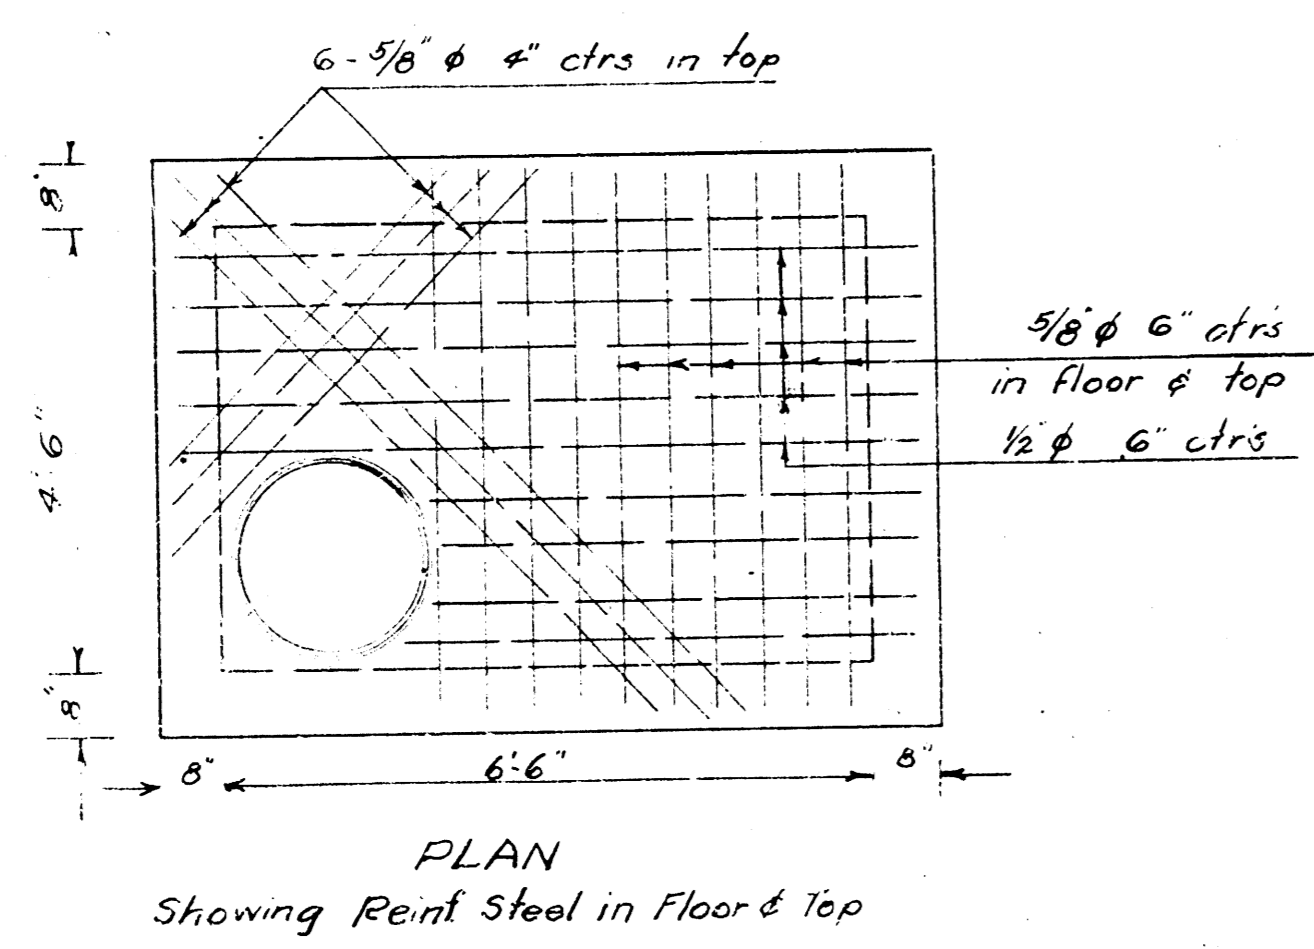 6 - 5/8" φ 4" ctrs in top
8"
5/8" φ 6" ctrs
in floor & top
1/2" φ 6" ctrs
4'-6"
8"
8" 6'-6" 8"
PLAN
Showing Reinf. Steel in Floor & Top